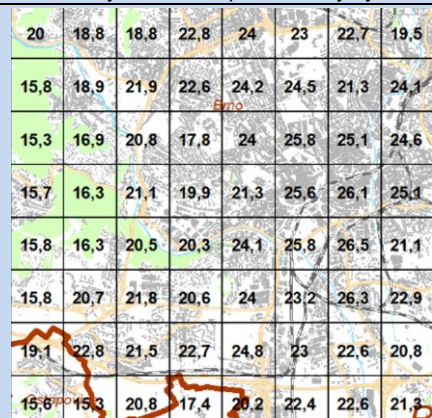 20 18,8 18,8 22,8 24 23 22,7 19,5
15,8 18,9 21,9 22,6 24,2 24,5 21,3 24,1
Brno
15,3 16,9 20,8 17,8 24 25,8 25,1 24,6
15,7 16,3 21,1 19,9 21,3 25,6 26,1 25,1
15,8 16,3 20,5 20,3 24,1 25,8 26,5 21,1
15,8 20,7 21,8 20,6 24 23,2 26,3 22,9
19,1 22,8 21,5 22,7 24,8 23 22,6 20,8
15,6 15,3 20,8 17,4 20,2 22,4 22,6 21,3